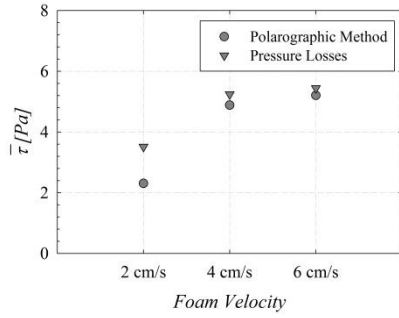 8
Polarographic Method
Pressure Losses
6
4
2
0
τ̅ [Pa]
2 cm/s 4 cm/s 6 cm/s
Foam Velocity